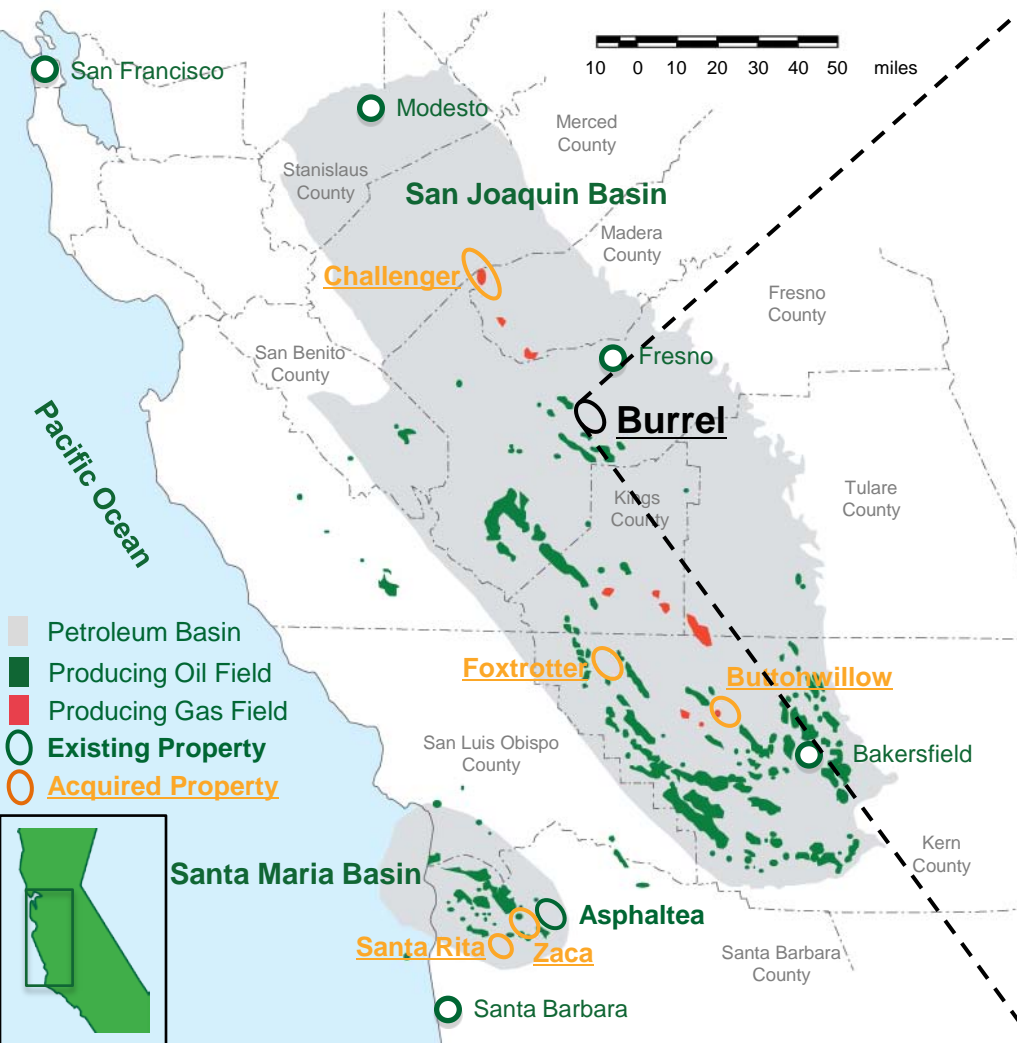 10 0 10 20 30 40 50 miles
San Francisco
Modesto
Merced
County
Stanislaus
County
San Joaquin Basin
Madera
County
Challenger
Fresno
County
San Benito
County
Fresno
Burrel
Pacific Ocean
Kings
County
Tulare
County
Petroleum Basin
Producing Oil Field
Producing Gas Field
Existing Property
Acquired Property
Foxtrotter
Buttonwillow
San Luis Obispo
County
Bakersfield
Kern
County
Santa Maria Basin
Asphaltea
Santa Rita
Zaca
Santa Barbara
County
Santa Barbara